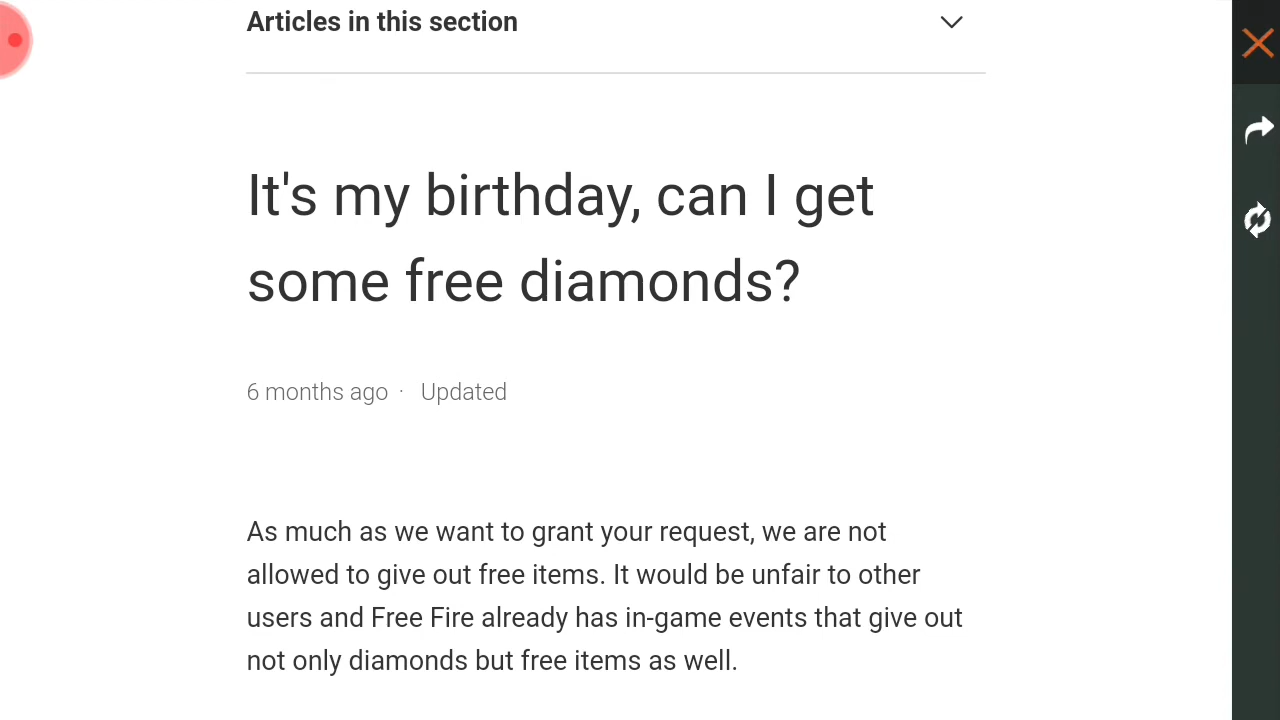 Articles in this section
It's my birthday, can I get
some free diamonds?
6 months ago · Updated
As much as we want to grant your request, we are not
allowed to give out free items. It would be unfair to other
users and Free Fire already has in-game events that give out
not only diamonds but free items as well.